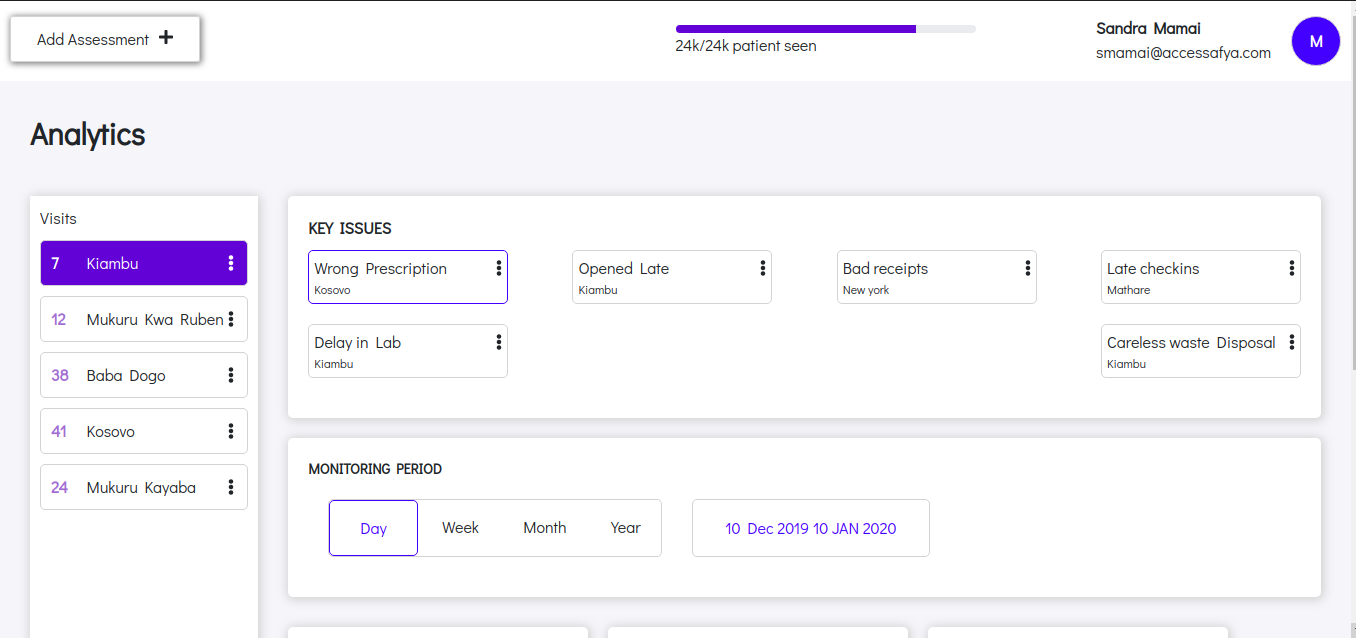 Add Assessment
24k/24k patient seen
Sandra Mamai
smamai@accessafya.com
M
Analytics
Visits
7 Kiambu
12 Mukuru Kwa Ruben
38 Baba Dogo
41 Kosovo
24 Mukuru Kayaba
KEY ISSUES
Wrong Prescription
Kosovo
Opened Late
Kiambu
Bad receipts
New york
Late checkins
Mathare
Delay in Lab
Kiambu
Careless waste Disposal
Kiambu
MONITORING PERIOD
Day Week Month Year
10 Dec 2019 10 JAN 2020